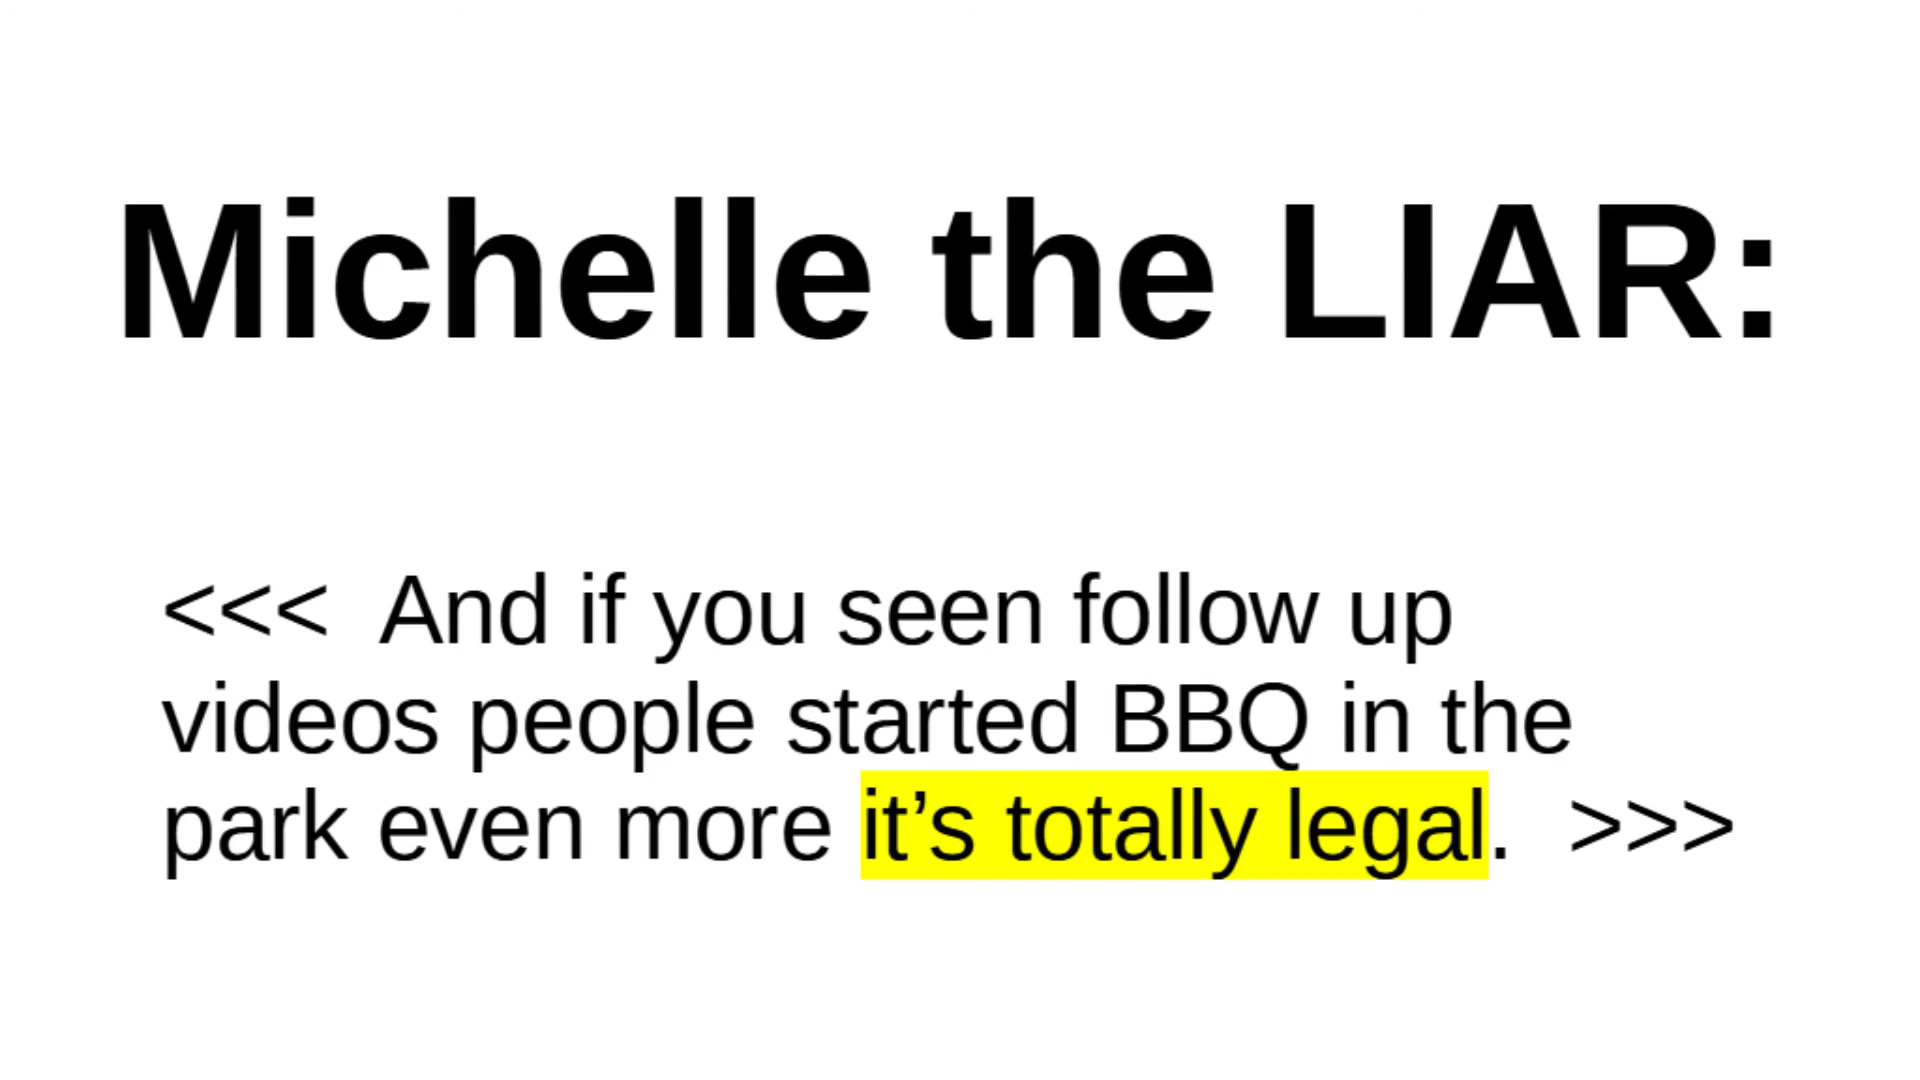 Michelle the LIAR:
<<< And if you seen follow up
videos people started BBQ in the
park even more it’s totally legal. >>>